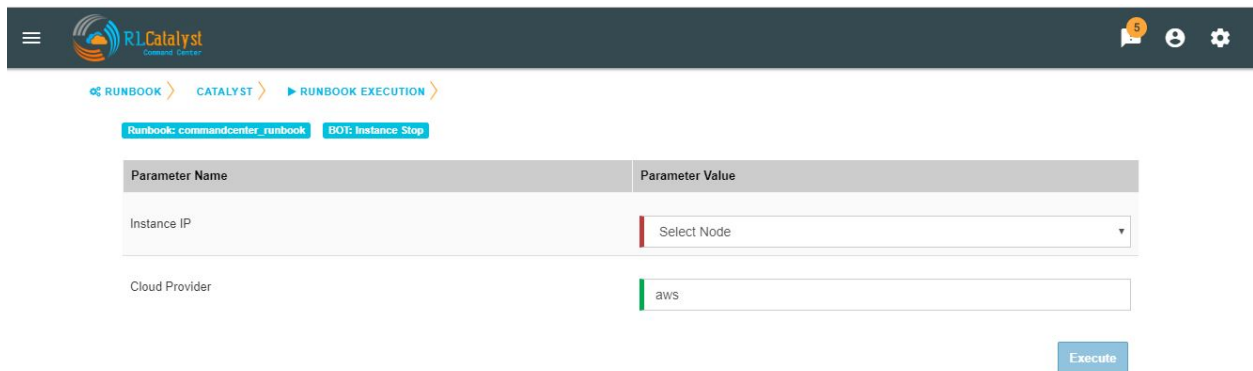 RLCatalyst
Command Center
5
RUNBOOK CATALYST RUNBOOK EXECUTION
Runbook: commandcenter_runbook BOT: Instance Stop
Parameter Name Parameter Value
Instance IP Select Node
Cloud Provider aws
Execute